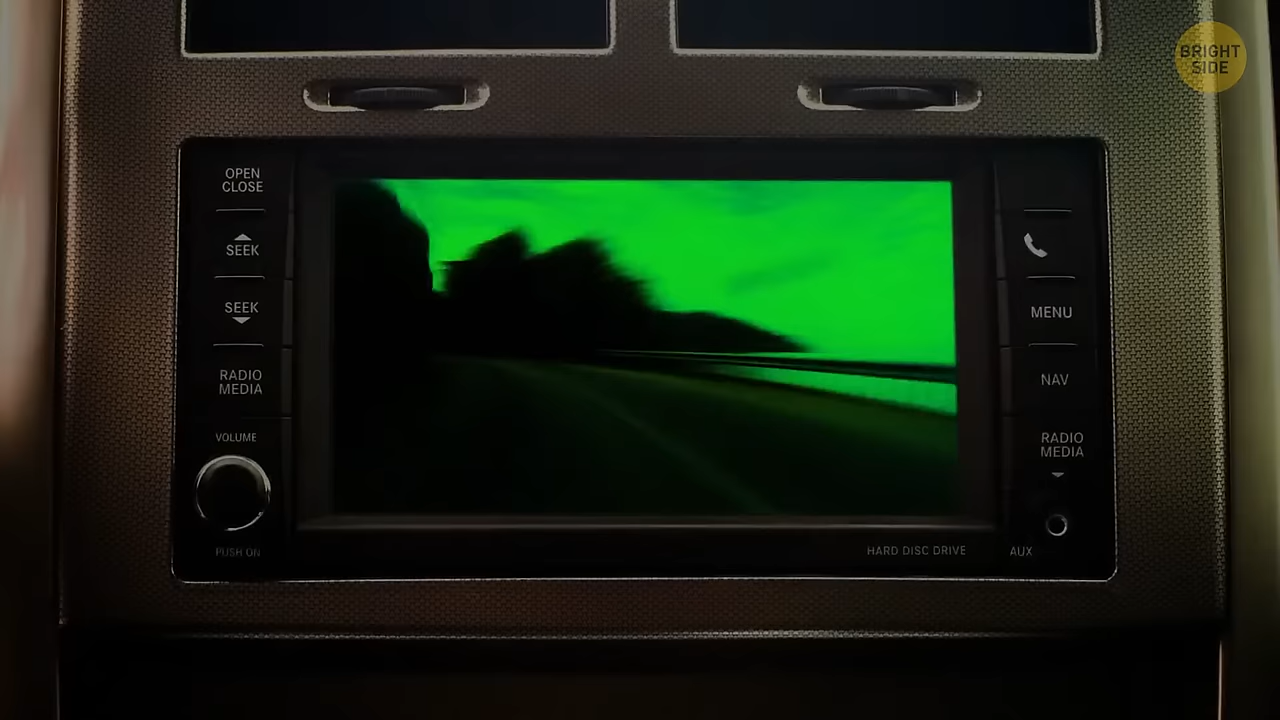 BRIGHT
SIDE
OPEN
CLOSE
SEEK
SEEK
RADIO
MEDIA
VOLUME
PUSH ON
MENU
NAV
RADIO
MEDIA
HARD DISC DRIVE
AUX